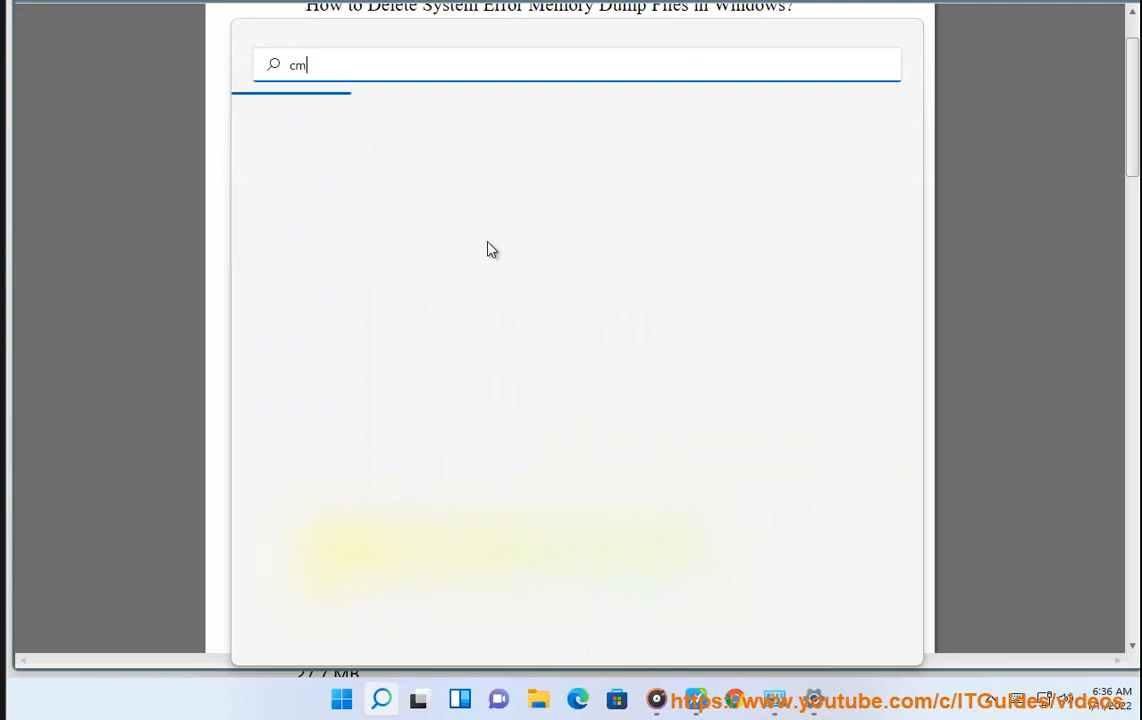 How to Delete System Error Memory Dump Files in Windows?
cm
27.7 MB
6:36 AM
https://www.youtube.com/c/ITGuides/Videos